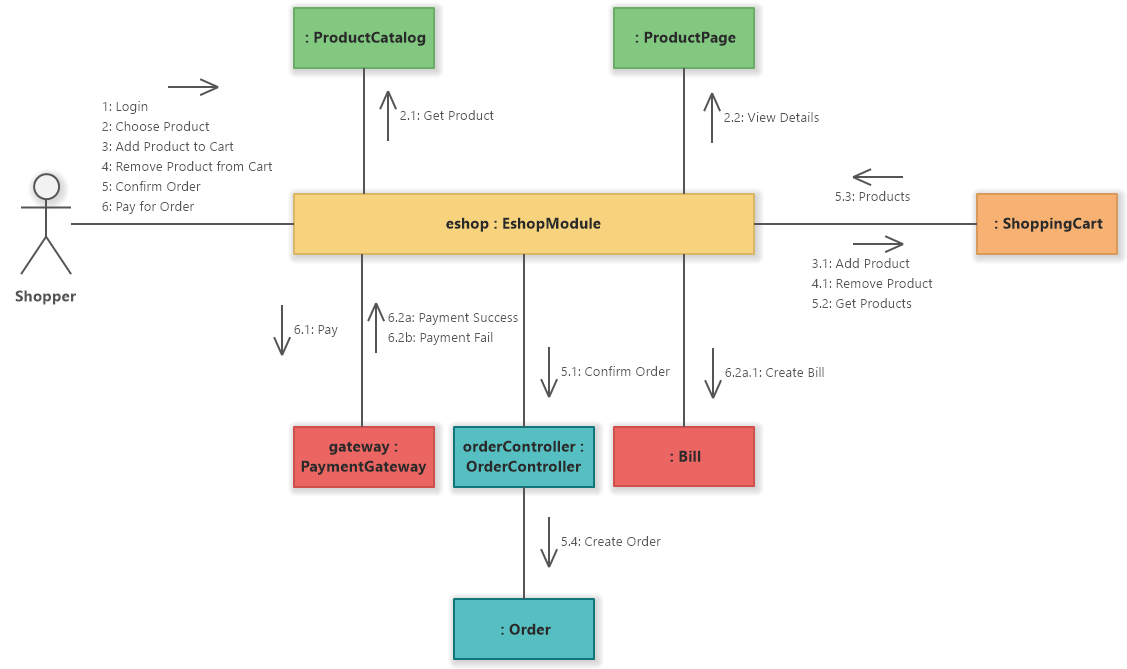 : ProductCatalog
: ProductPage
1: Login
2: Choose Product
3: Add Product to Cart
4: Remove Product from Cart
5: Confirm Order
6: Pay for Order
2.1: Get Product
2.2: View Details
5.3: Products
eshop : EshopModule
: ShoppingCart
Shopper
3.1: Add Product
4.1: Remove Product
5.2: Get Products
6.1: Pay
6.2a: Payment Success
6.2b: Payment Fail
5.1: Confirm Order
6.2a.1: Create Bill
gateway :
PaymentGateway
orderController :
OrderController
: Bill
5.4: Create Order
: Order